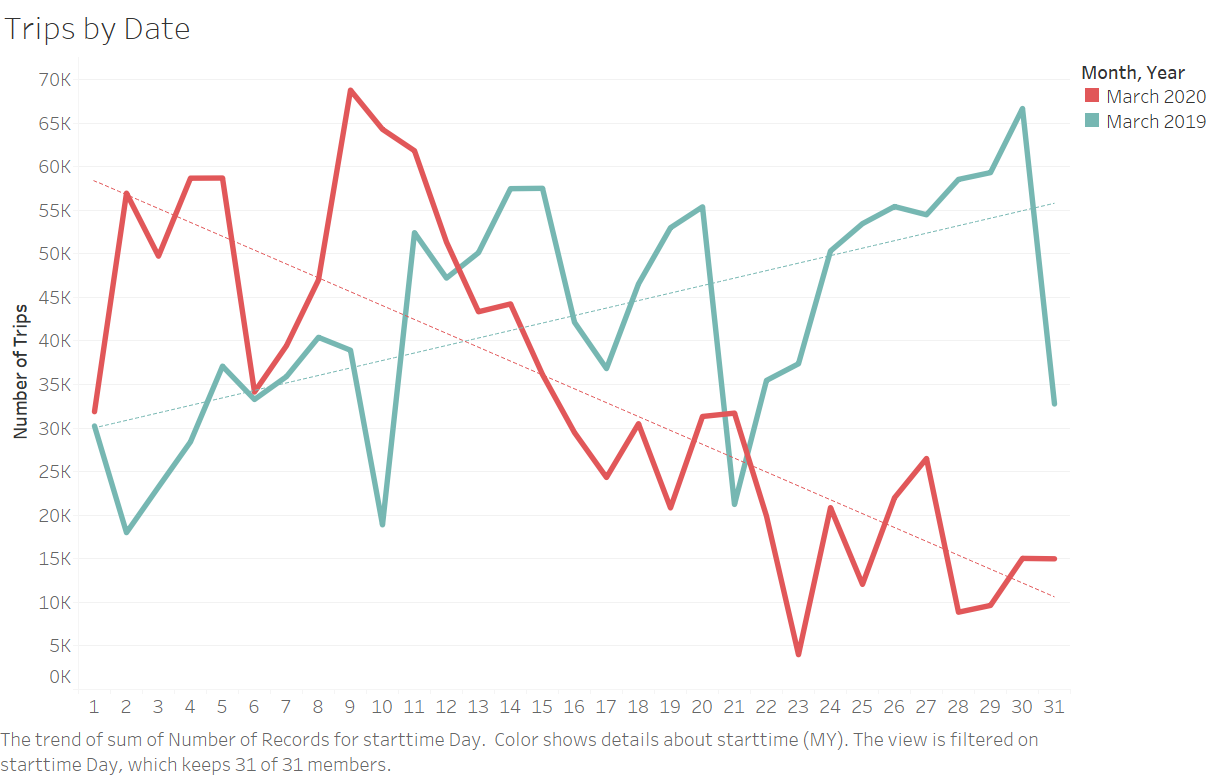 Trips by Date
Month, Year
March 2020
March 2019
70K
65K
60K
55K
50K
45K
40K
35K
30K
25K
20K
15K
10K
5K
0K
Number of Trips
1 2 3 4 5 6 7 8 9 10 11 12 13 14 15 16 17 18 19 20 21 22 23 24 25 26 27 28 29 30 31
The trend of sum of Number of Records for starttime Day.  Color shows details about starttime (MY). The view is filtered on
starttime Day, which keeps 31 of 31 members.